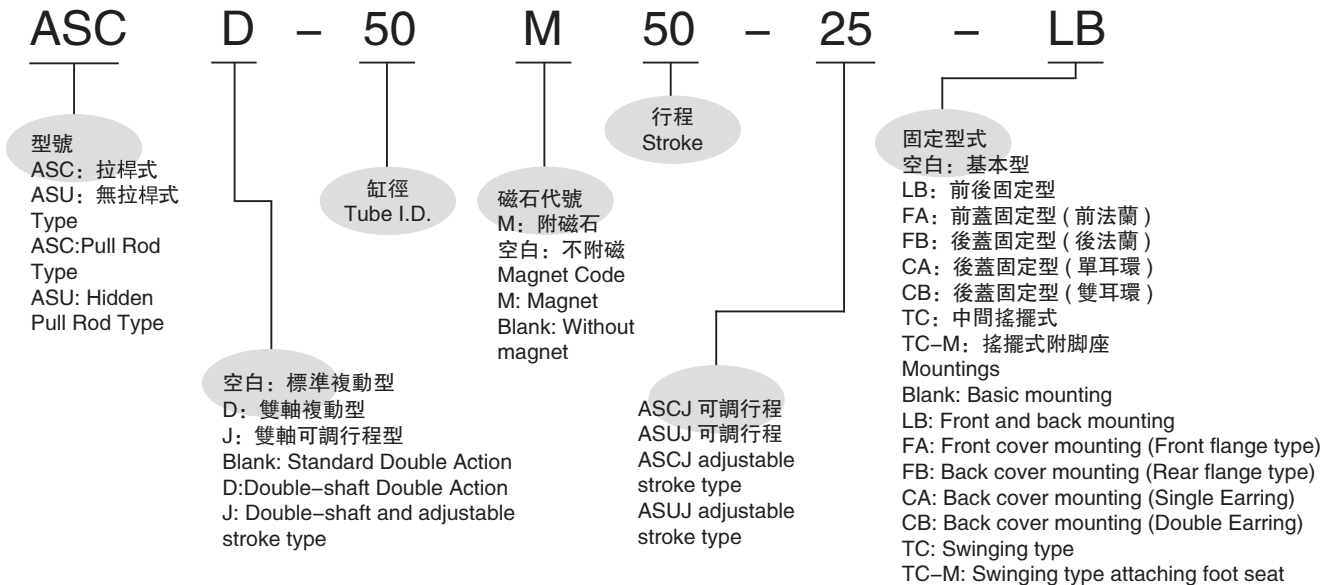 ASC D – 50 M 50 – 25 – LB
型號
ASC：拉桿式
ASU：無拉桿式
Type
ASC:Pull Rod
Type
ASU: Hidden
Pull Rod Type
空白：標準複動型
D：雙軸複動型
J：雙軸可調行程型
Blank: Standard Double Action
D:Double–shaft Double Action
J: Double–shaft and adjustable
stroke type
缸徑
Tube I.D.
磁石代號
M：附磁石
空白：不附磁
Magnet Code
M: Magnet
Blank: Without
magnet
行程
Stroke
ASCJ 可調行程
ASUJ 可調行程
ASCJ adjustable
stroke type
ASUJ adjustable
stroke type
固定型式
空白：基本型
LB：前後固定型
FA：前蓋固定型 ( 前法蘭 )
FB：後蓋固定型 ( 後法蘭 )
CA：後蓋固定型 ( 單耳環 )
CB：後蓋固定型 ( 雙耳環 )
TC：中間搖擺式
TC–M：搖擺式附脚座
Mountings
Blank: Basic mounting
LB: Front and back mounting
FA: Front cover mounting (Front flange type)
FB: Back cover mounting (Rear flange type)
CA: Back cover mounting (Single Earring)
CB: Back cover mounting (Double Earring)
TC: Swinging type
TC–M: Swinging type attaching foot seat